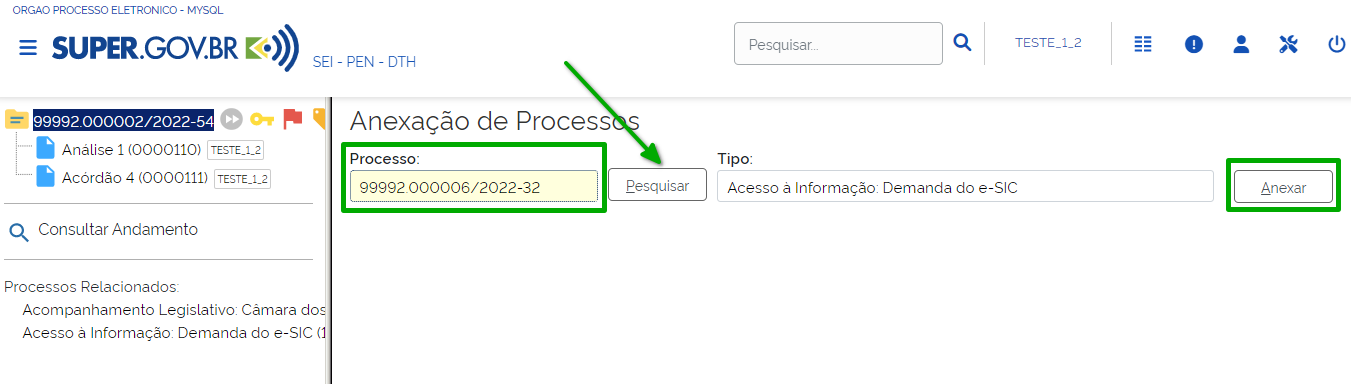 ORGAO PROCESSO ELETRONICO - MYSQL
SUPER.GOV.BR
SEI - PEN - DTH
Pesquisar...
TESTE_1_2
99992.000002/2022-54
Análise 1 (0000110) TESTE_1_2
Acórdão 4 (0000111) TESTE_1_2
Consultar Andamento
Processos Relacionados:
Acompanhamento Legislativo: Câmara dos
Acesso à Informação: Demanda do e-SIC (1
Anexação de Processos
Processo: Tipo:
99992.000006/2022-32 Pesquisar Acesso à Informação: Demanda do e-SIC Anexar